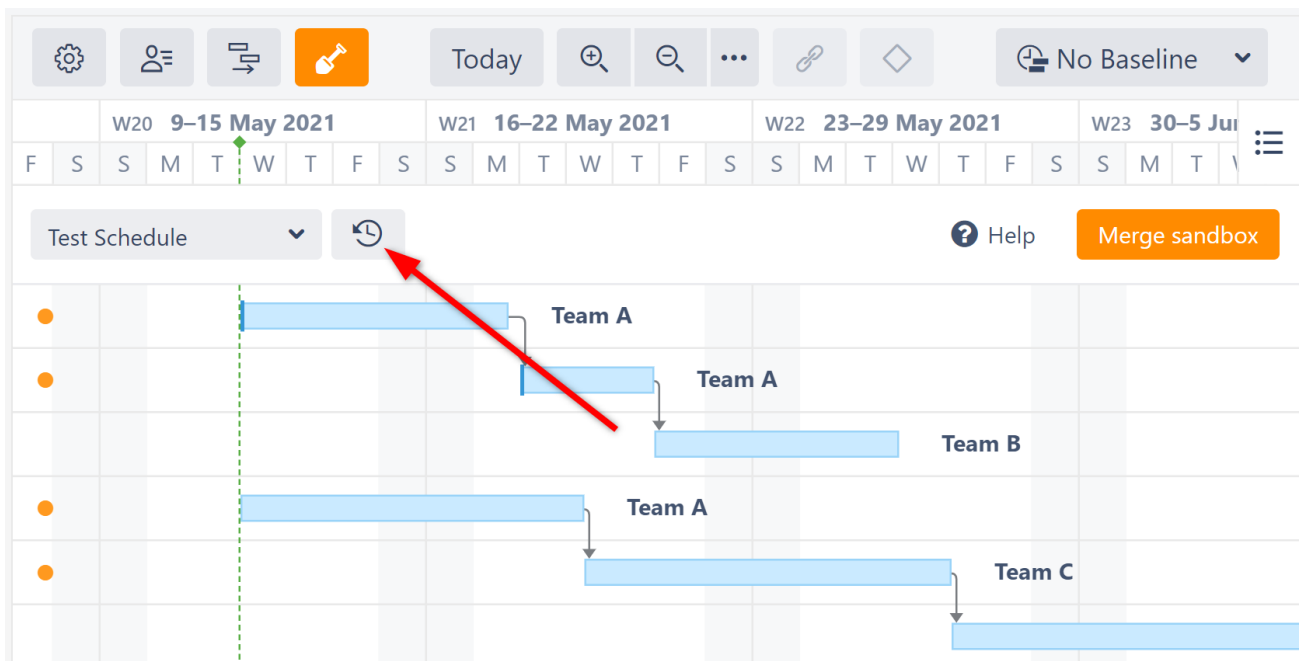 Today
No Baseline
W20 9–15 May 2021 W21 16–22 May 2021 W22 23–29 May 2021 W23 30–5
F S S M T W T F S S M T W T F S S M T W T F S S M T
Test Schedule
Help
Merge sandbox
Team A
Team A
Team B
Team A
Team C